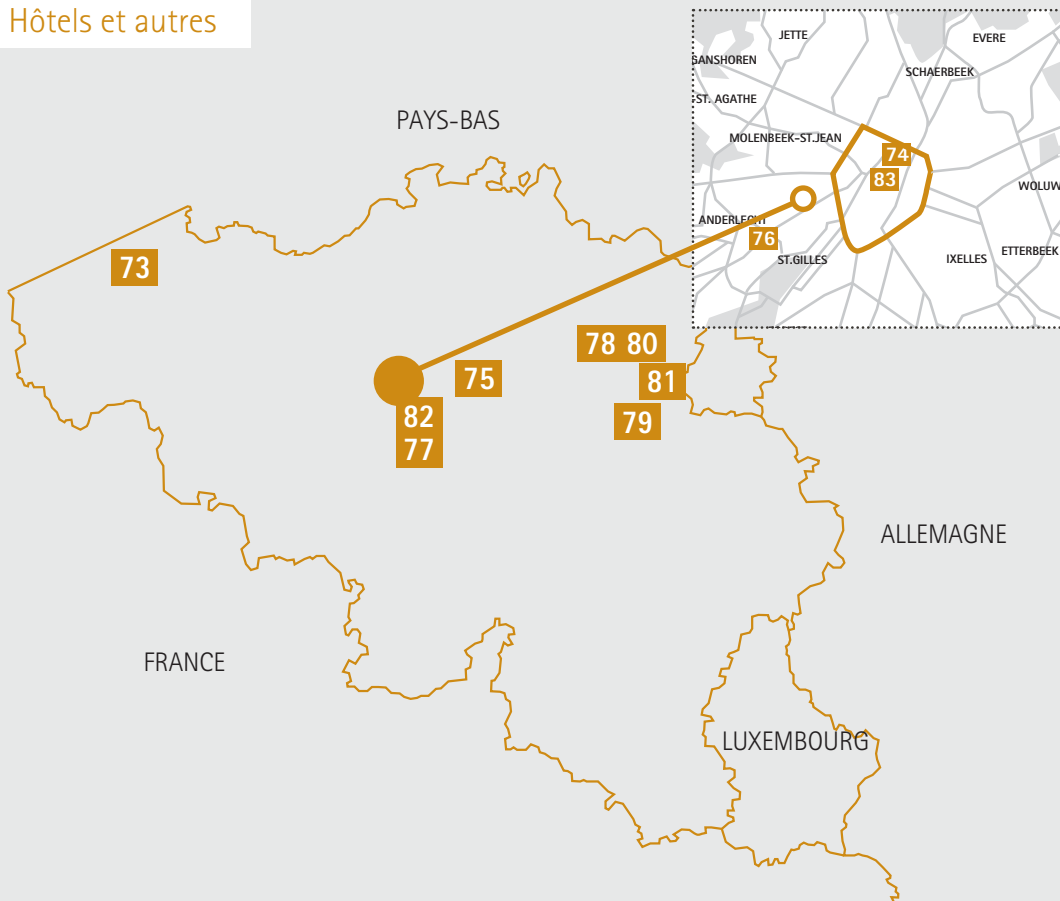 Hôtels et autres
JETTE
EVERE
GANSHOREN
SCHAERBEEK
ST. AGATHE
PAYS-BAS
MOLENBEEK-ST.JEAN
74
83
WOLUW
ANDERLECHT
76
ST.GILLES
IXELLES
ETTERBEEK
73
78 80
75
81
82
79
77
ALLEMAGNE
FRANCE
LUXEMBOURG